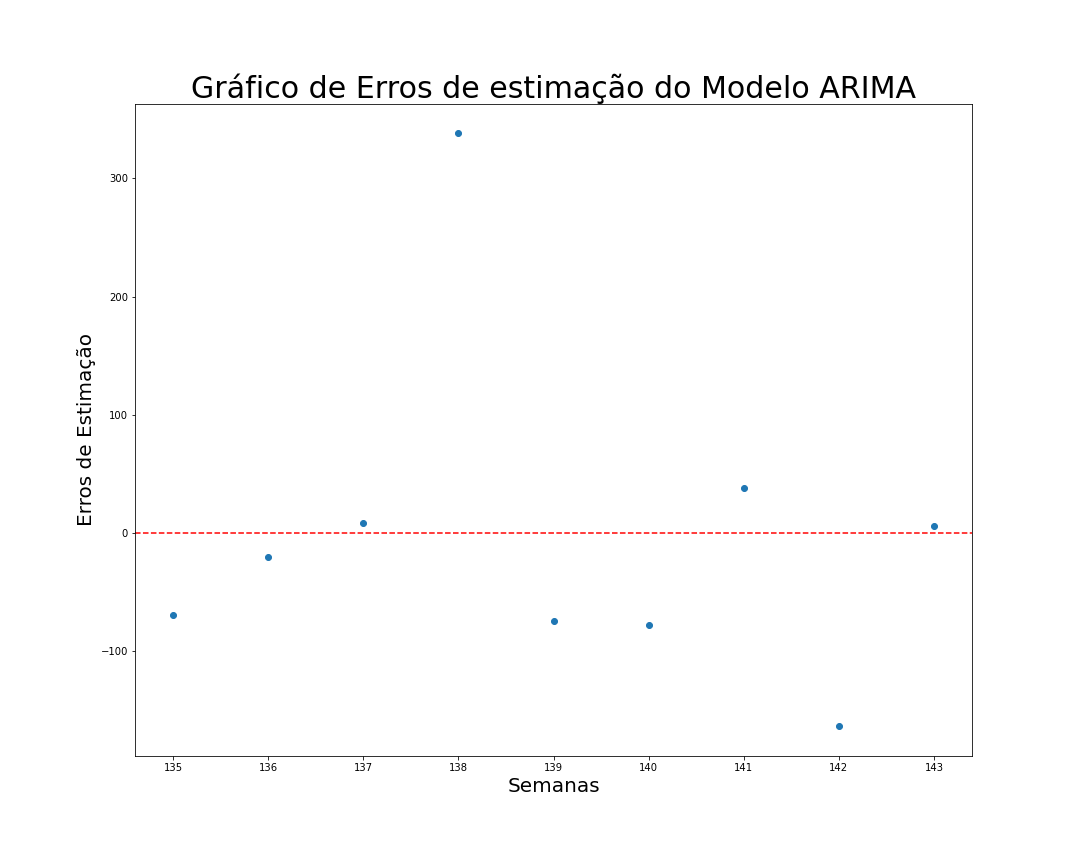 Gráfico de Erros de estimação do Modelo ARIMA
Erros de Estimação
300
200
100
0
−100
135 136 137 138 139 140 141 142 143
Semanas